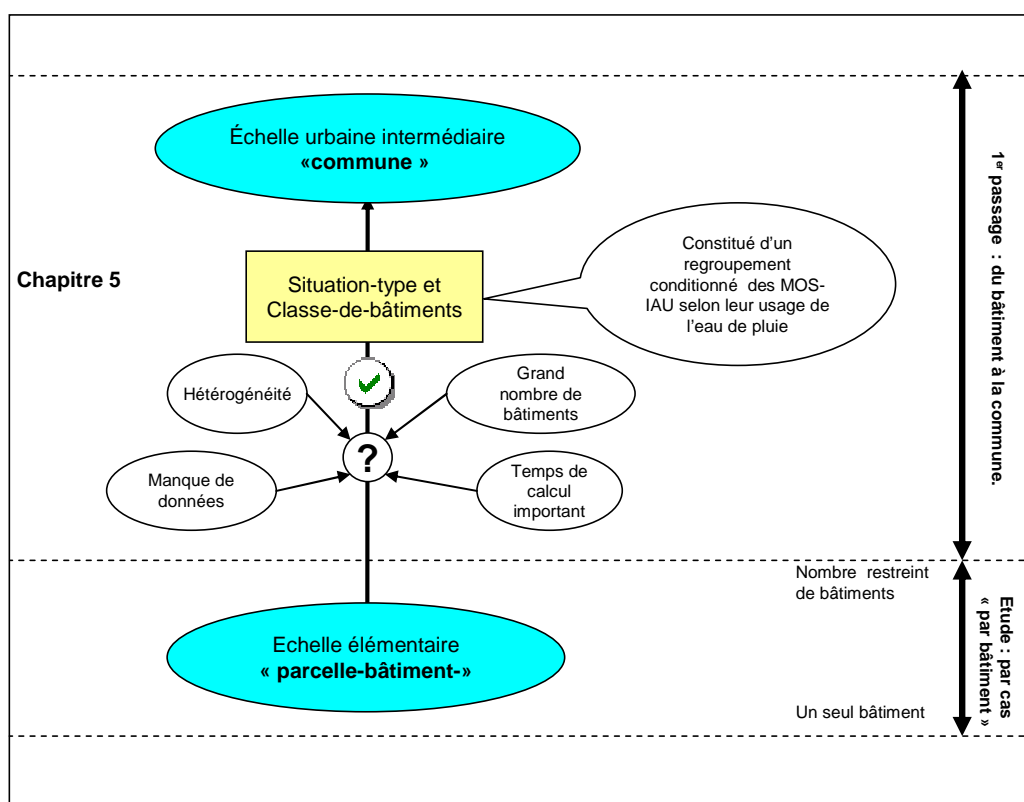 Échelle urbaine intermédiaire
«commune »
Chapitre 5
Situation-type et
Classe-de-bâtiments
Constitué d'un
regroupement
conditionné des MOS-
IAU selon leur usage de
l'eau de pluie
1er passage : du bâtiment à la commune.
Hétérogénéité
Grand
nombre de
bâtiments
?
Manque de
données
Temps de
calcul
important
Nombre restreint
de bâtiments
Etude : par cas
« par bâtiment »
Echelle élémentaire
« parcelle-bâtiment-»
Un seul bâtiment